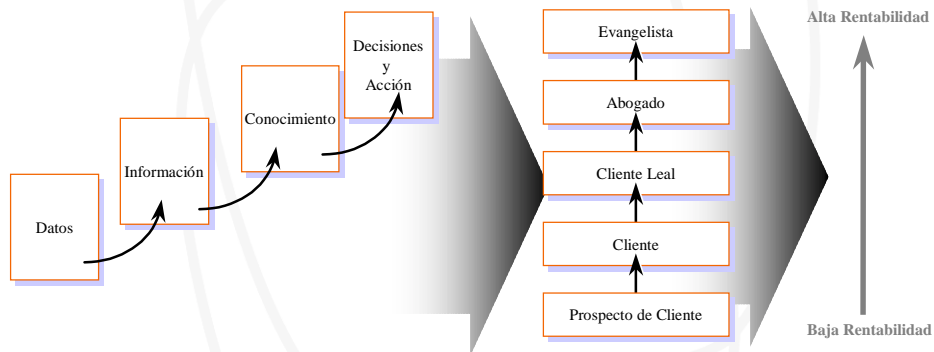 Datos
Información
Conocimiento
Decisiones
y
Acción
Evangelista
Abogado
Cliente Leal
Cliente
Prospecto de Cliente
Alta Rentabilidad
Baja Rentabilidad